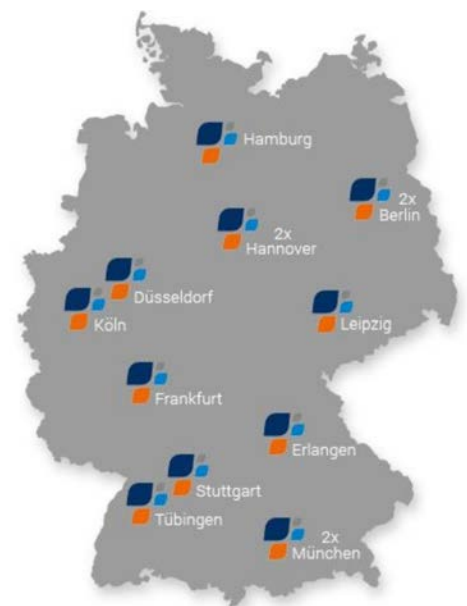 Hamburg
2x
Berlin
2x
Hannover
Düsseldorf
Köln
Leipzig
Frankfurt
Erlangen
Stuttgart
Tübingen
2x
München